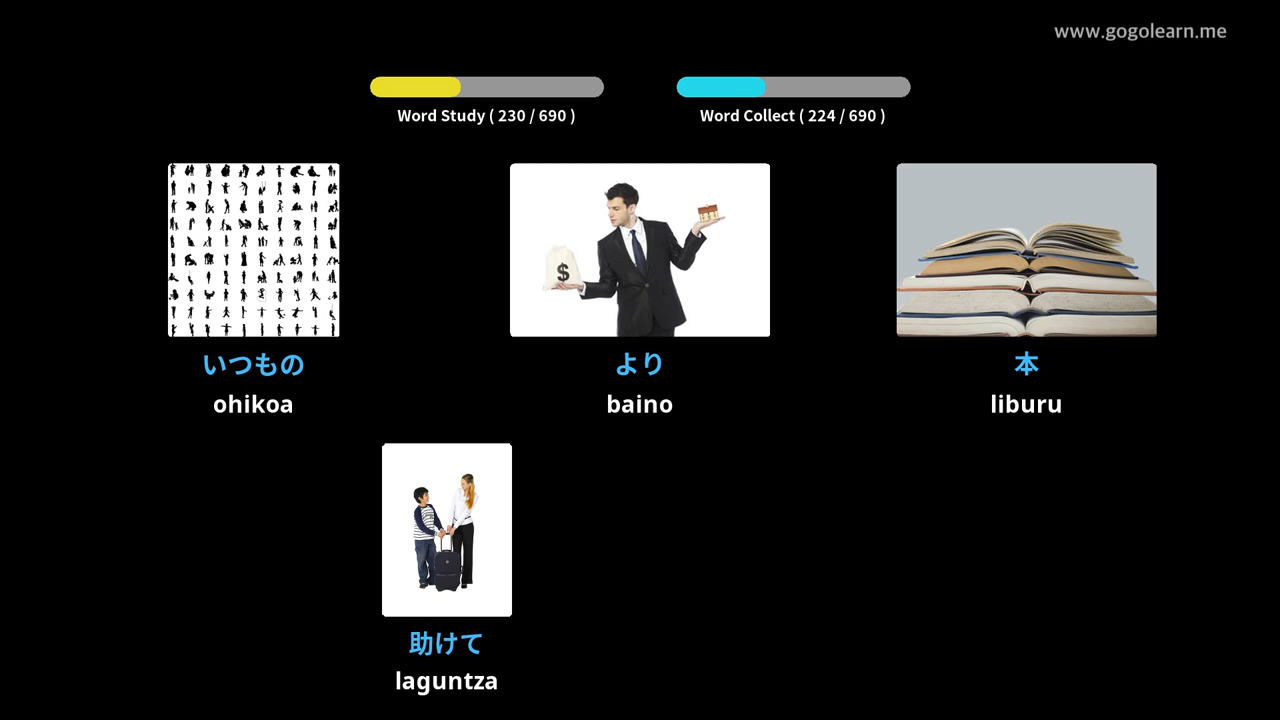 www.gogolearn.me
Word Study ( 230 / 690 )
Word Collect ( 224 / 690 )
$
いつもの
ohikoa
より
baino
本
liburu
助けて
laguntza